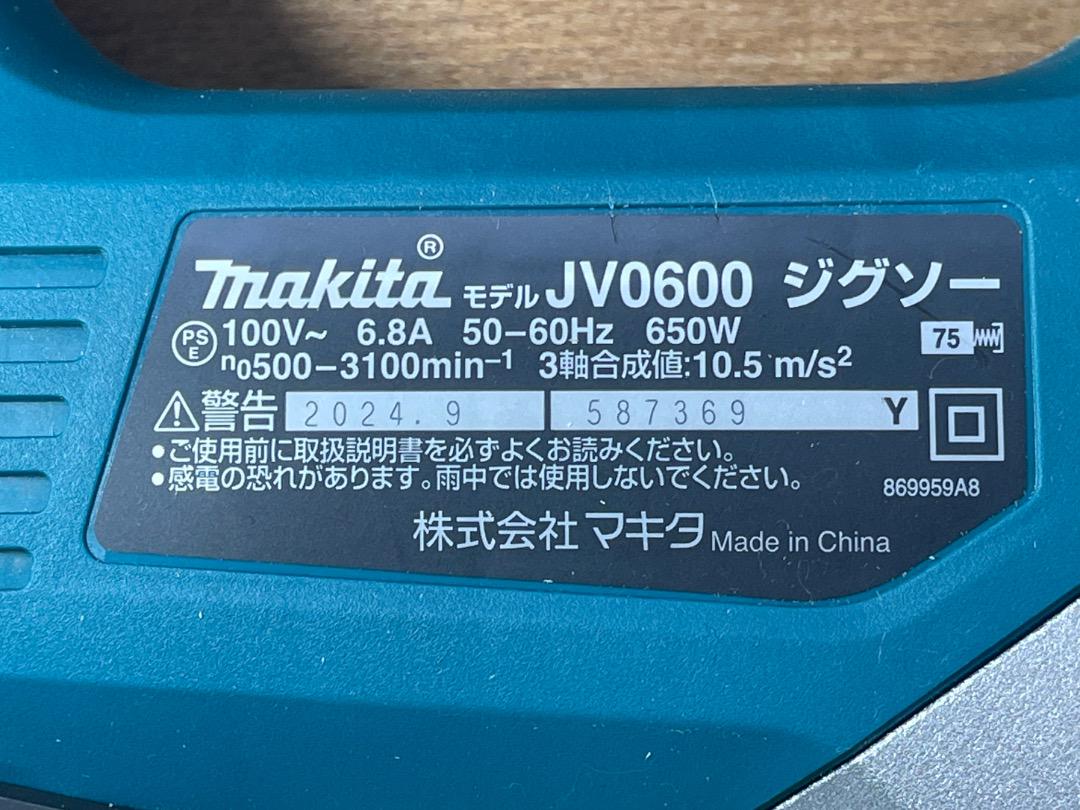 makita® モデル JV0600 ジグソー
PSE 100V~ 6.8A 50-60Hz 650W 75
n₀500-3100min⁻¹ 3軸合成値:10.5 m/s²
⚠警告 2024.9 587369 Y
•ご使用前に取扱説明書を必ずよくお読みください。
•感電の恐れがあります。雨中では使用しないでください。
869959A8
株式会社マキタ Made in China